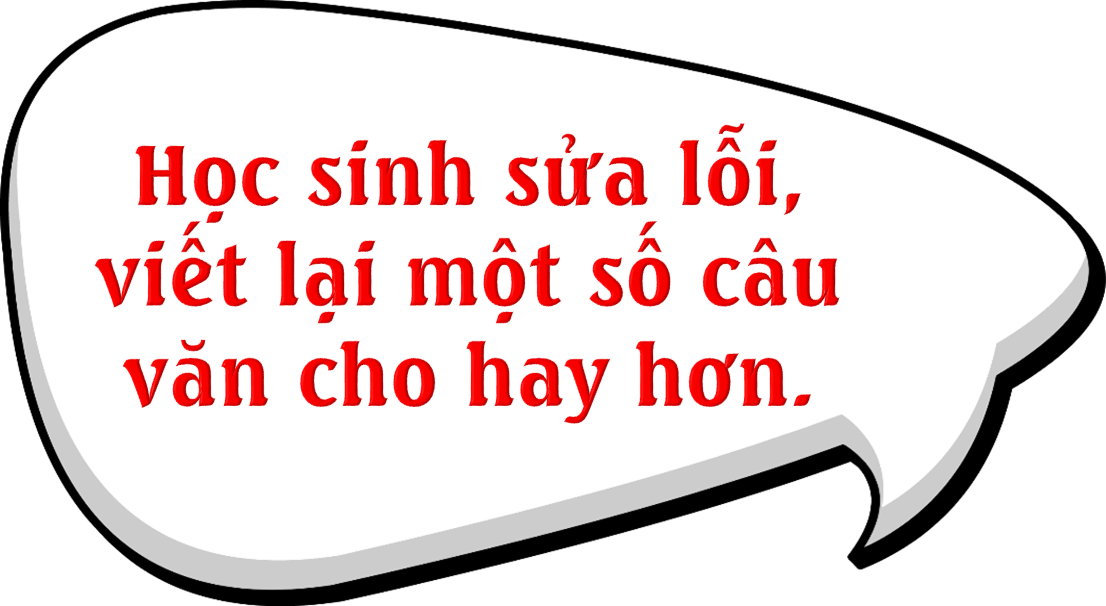 Học sinh sửa lỗi,
viết lại một số câu
văn cho hay hơn.